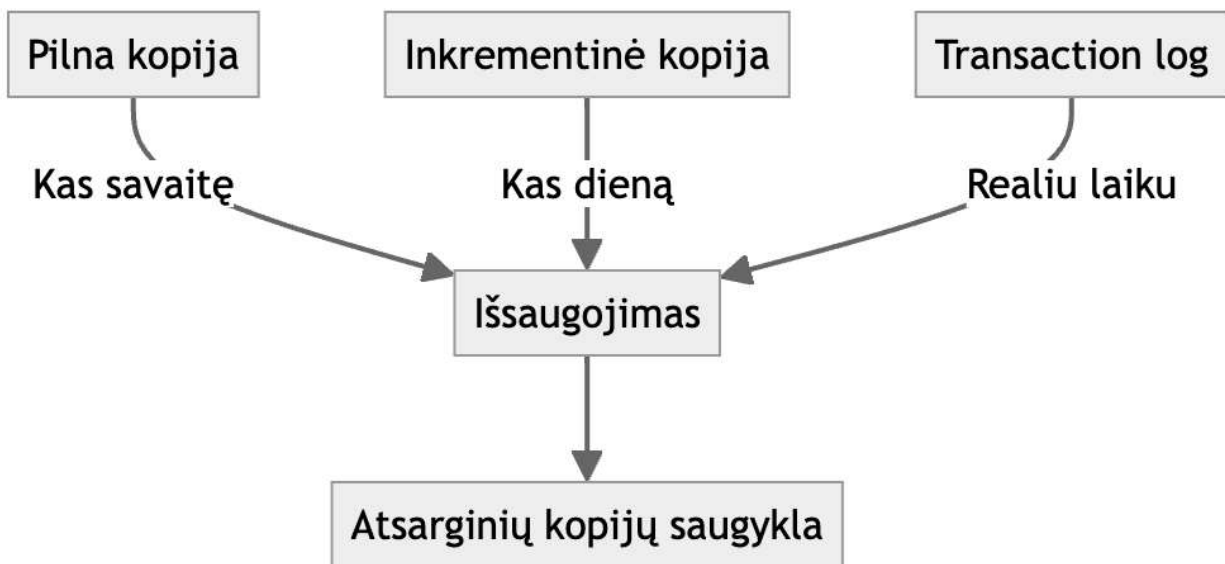 Pilna kopija
Inkrementinė kopija
Transaction log
Kas savaitę
Kas dieną
Realiu laiku
Išsaugojimas
Atsarginių kopijų saugykla